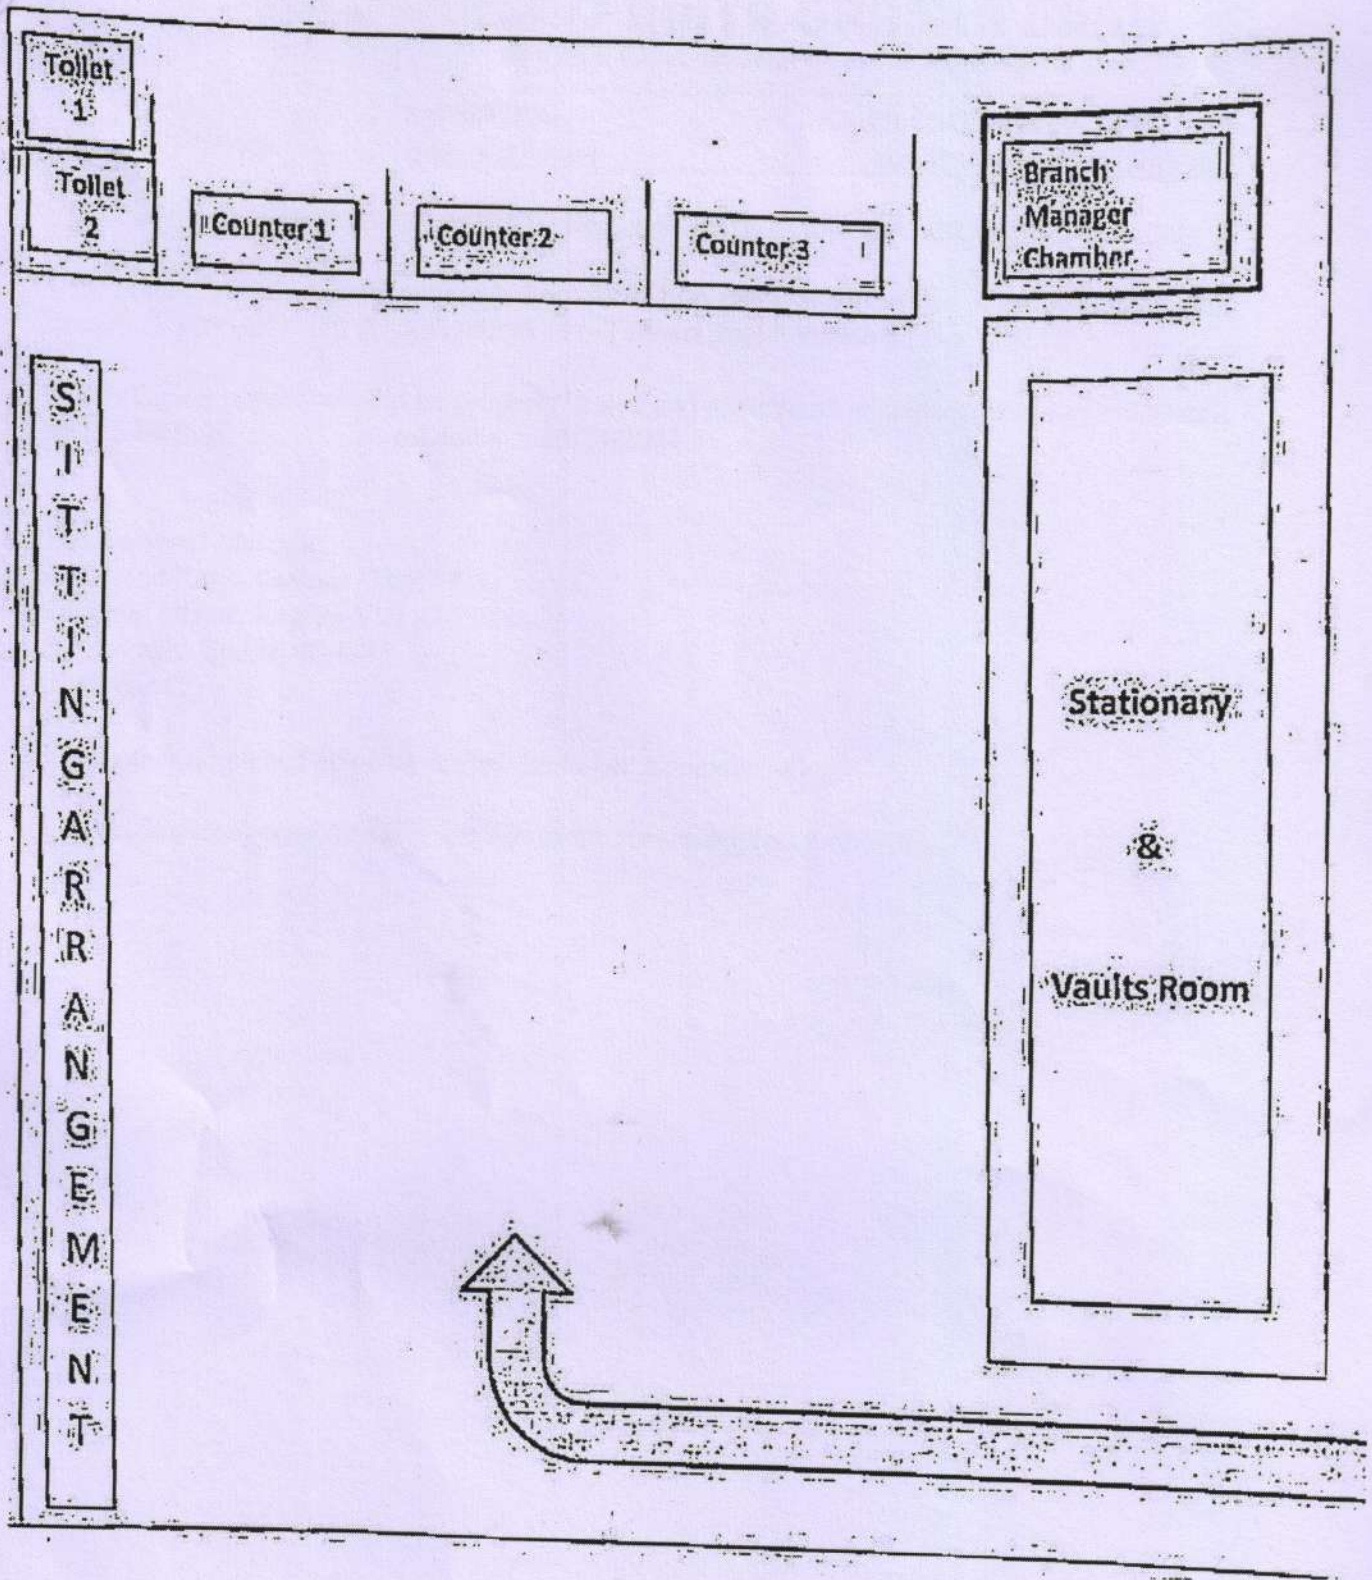 Toilet
1
Toilet
2
Counter 1
Counter 2
Counter 3
Branch
Manager
Chamber
S
I
T
T
I
N
G
A
R
R
A
N
G
E
M
E
N
T
Stationary
&
Vaults Room